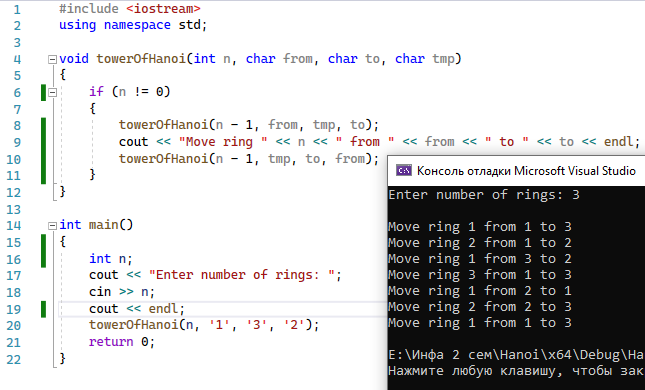 1 #include <iostream>
2 using namespace std;
3
4 void towerOfHanoi(int n, char from, char to, char tmp)
5 {
6 if (n != 0)
7 {
8 towerOfHanoi(n - 1, from, tmp, to);
9 cout << "Move ring " << n << " from " << from << " to " << to << endl;
10 towerOfHanoi(n - 1, tmp, to, from);
11 }
12 }
13
14 int main()
15 {
16 int n;
17 cout << "Enter number of rings: ";
18 cin >> n;
19 cout << endl;
20 towerOfHanoi(n, '1', '3', '2');
21 return 0;
22 }
C:\ Консоль отладки Microsoft Visual Studio
Enter number of rings: 3
Move ring 1 from 1 to 3
Move ring 2 from 1 to 2
Move ring 1 from 3 to 2
Move ring 3 from 1 to 3
Move ring 1 from 2 to 1
Move ring 2 from 2 to 3
Move ring 1 from 1 to 3
E:\Инфа 2 сем\Hanoi\x64\Debug\Ha
Нажмите любую клавишу, чтобы зак